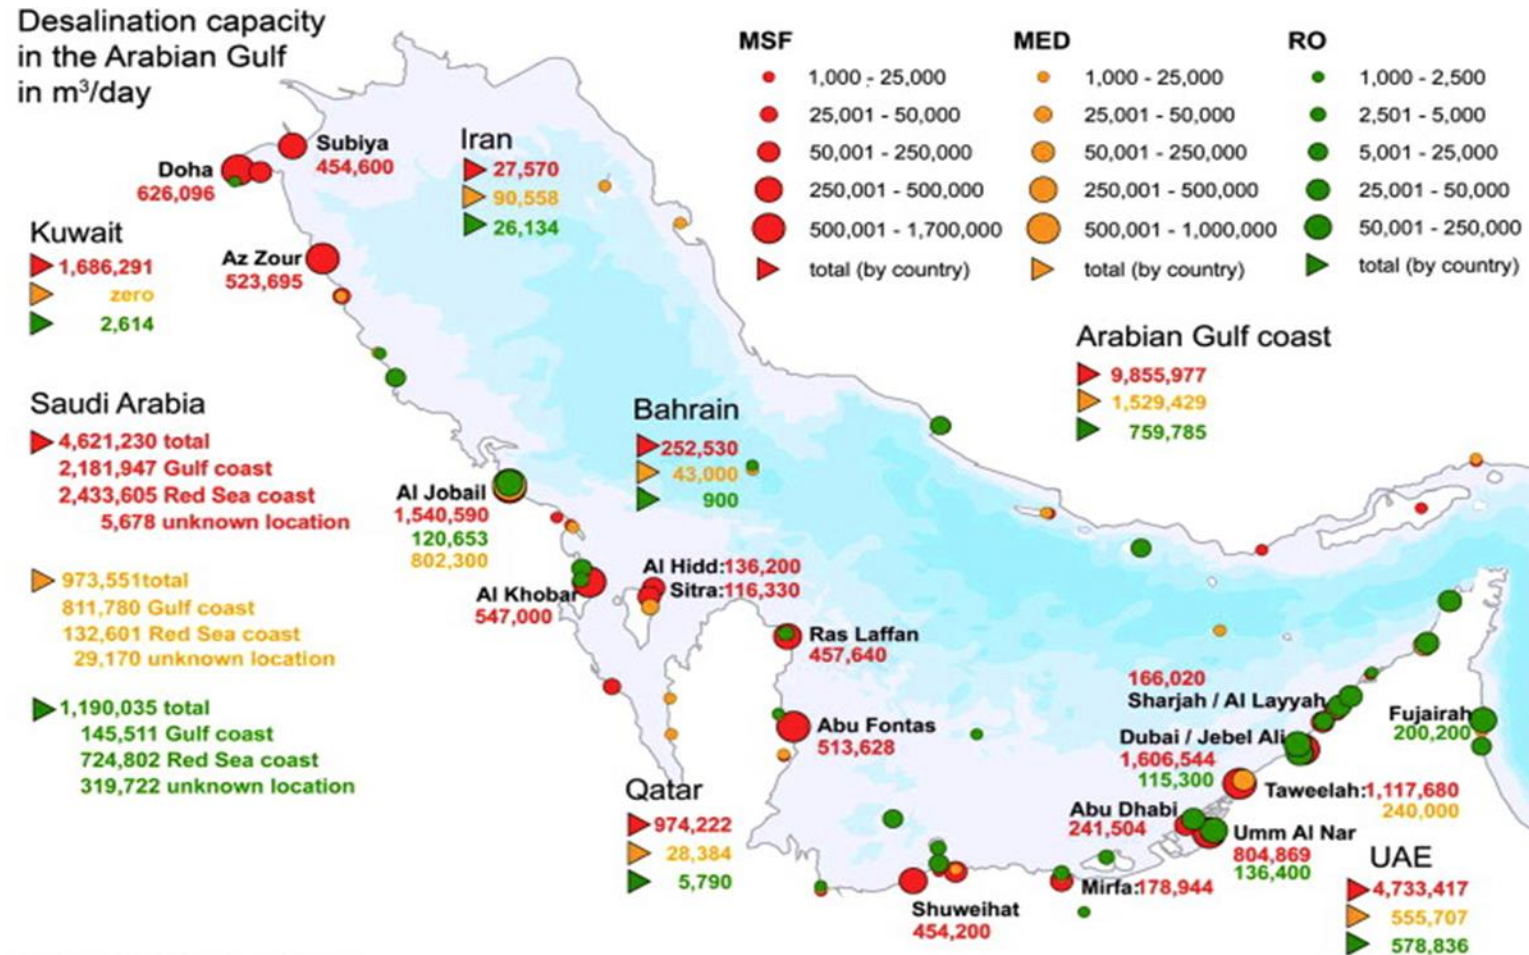 Desalination capacity
in the Arabian Gulf
in m³/day
MSF
1,000 - 25,000
25,001 - 50,000
50,001 - 250,000
250,001 - 500,000
500,001 - 1,700,000
total (by country)
MED
1,000 - 25,000
25,001 - 50,000
50,001 - 250,000
250,001 - 500,000
500,001 - 1,000,000
total (by country)
RO
1,000 - 2,500
2,501 - 5,000
5,001 - 25,000
25,001 - 50,000
50,001 - 250,000
total (by country)
Subiya
454,600
Doha
626,096
Iran
27,570
90,558
26,134
Kuwait
1,686,291
zero
2,614
Az Zour
523,695
Arabian Gulf coast
9,855,977
1,529,429
759,785
Saudi Arabia
4,621,230 total
2,181,947 Gulf coast
2,433,605 Red Sea coast
5,678 unknown location
973,551total
811,780 Gulf coast
132,601 Red Sea coast
29,170 unknown location
1,190,035 total
145,511 Gulf coast
724,802 Red Sea coast
319,722 unknown location
Bahrain
252,530
43,000
900
Al Jobail
1,540,590
120,653
802,300
Al Khobar
547,000
Al Hidd:136,200
Sitra:116,330
Ras Laffan
457,640
Abu Fontas
513,628
Qatar
974,222
28,384
5,790
166,020
Sharjah / Al Layyah
Fujairah
200,200
Dubai / Jebel Ali
1,606,544
115,300
Taweelah:1,117,680
240,000
Abu Dhabi
241,504
Umm Al Nar
804,869
136,400
Mirfa:178,944
Shuweihat
454,200
UAE
4,733,417
555,707
578,836